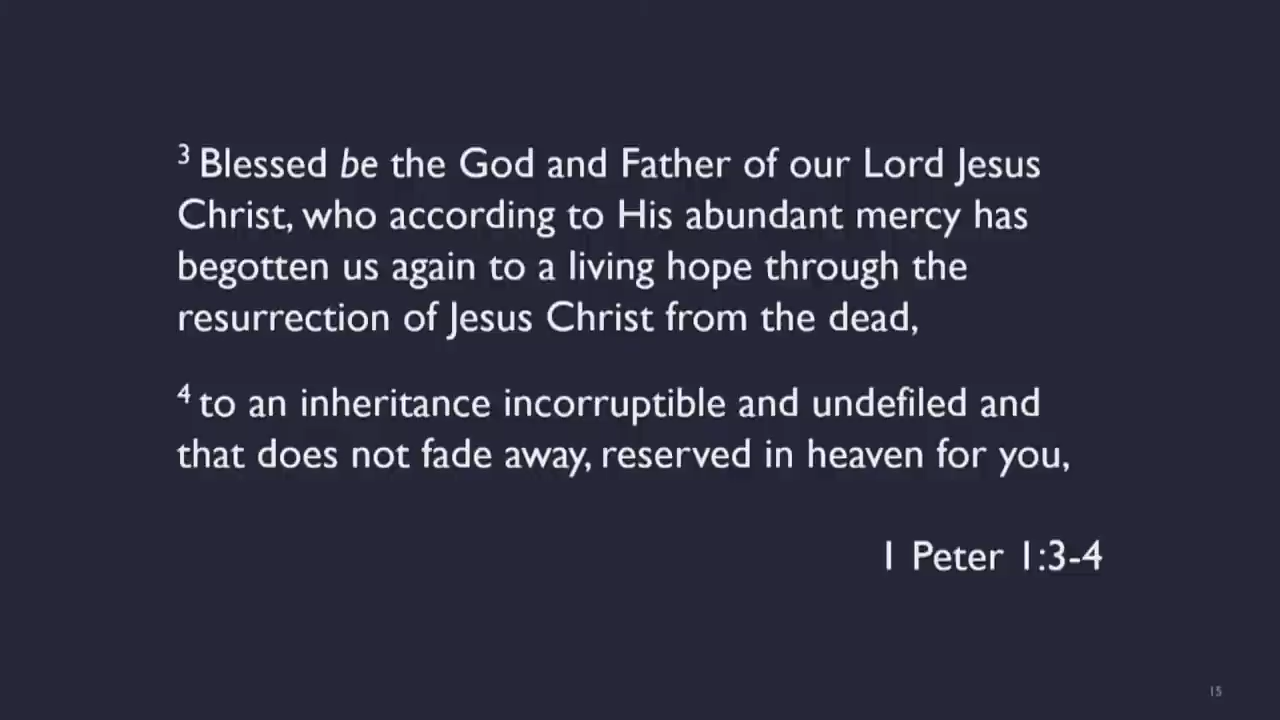 3 Blessed be the God and Father of our Lord Jesus
Christ, who according to His abundant mercy has
begotten us again to a living hope through the
resurrection of Jesus Christ from the dead,
4 to an inheritance incorruptible and undefiled and
that does not fade away, reserved in heaven for you,
1 Peter 1:3-4
15